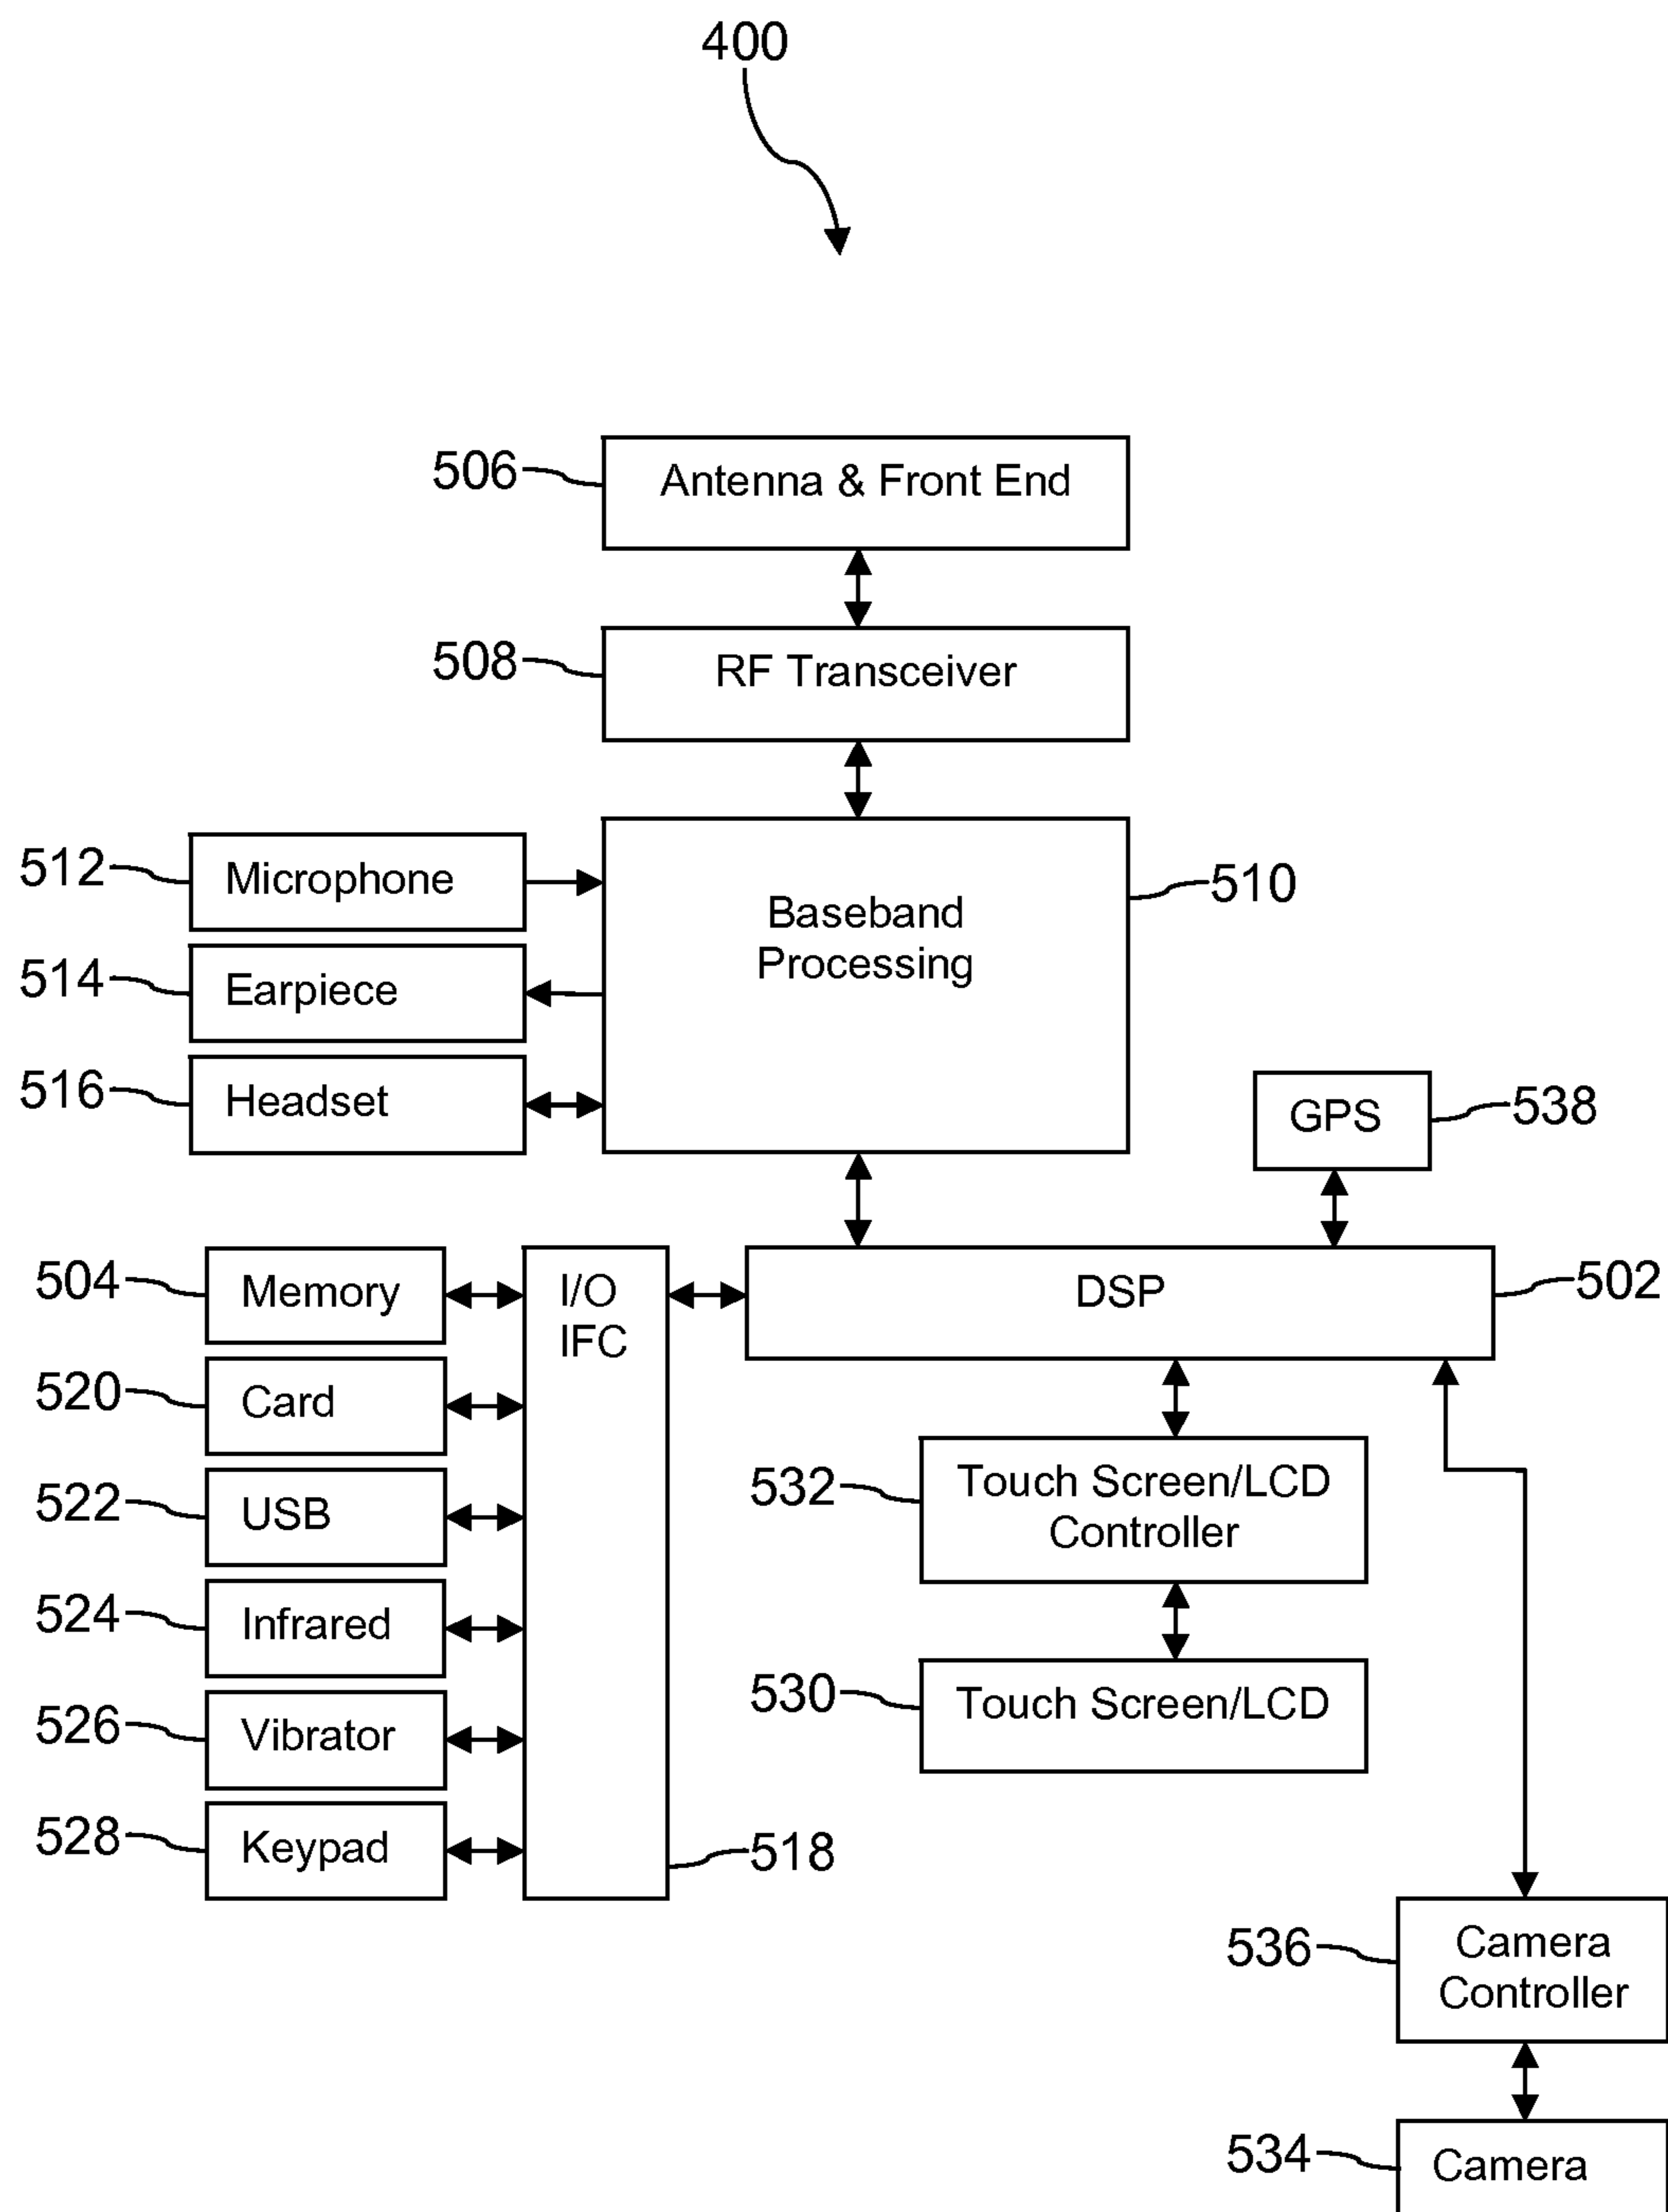 400
506
Antenna & Front End
508
RF Transceiver
512
Microphone
Baseband
Processing
510
514
Earpiece
516
Headset
GPS
538
504
Memory
I/O
IFC
DSP
502
520
Card
522
USB
532
Touch Screen/LCD
Controller
524
Infrared
530
Touch Screen/LCD
526
Vibrator
528
Keypad
518
536
Camera
Controller
534
Camera